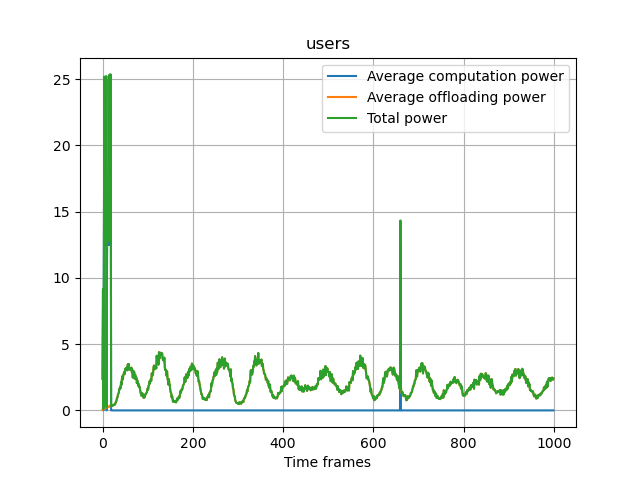 users
Average computation power
Average offloading power
Total power
25
20
15
10
5
0
0 200 400 600 800 1000
Time frames